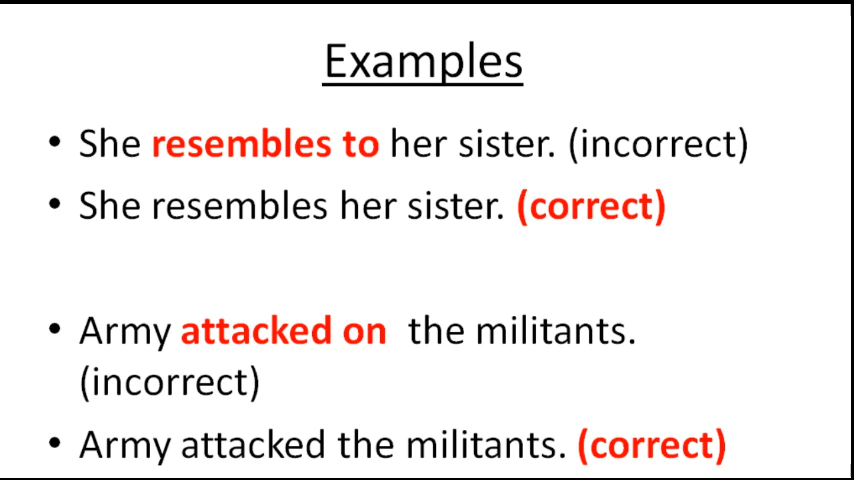 Examples
• She resembles to her sister. (incorrect)
• She resembles her sister. (correct)
• Army attacked on the militants.
(incorrect)
• Army attacked the militants. (correct)